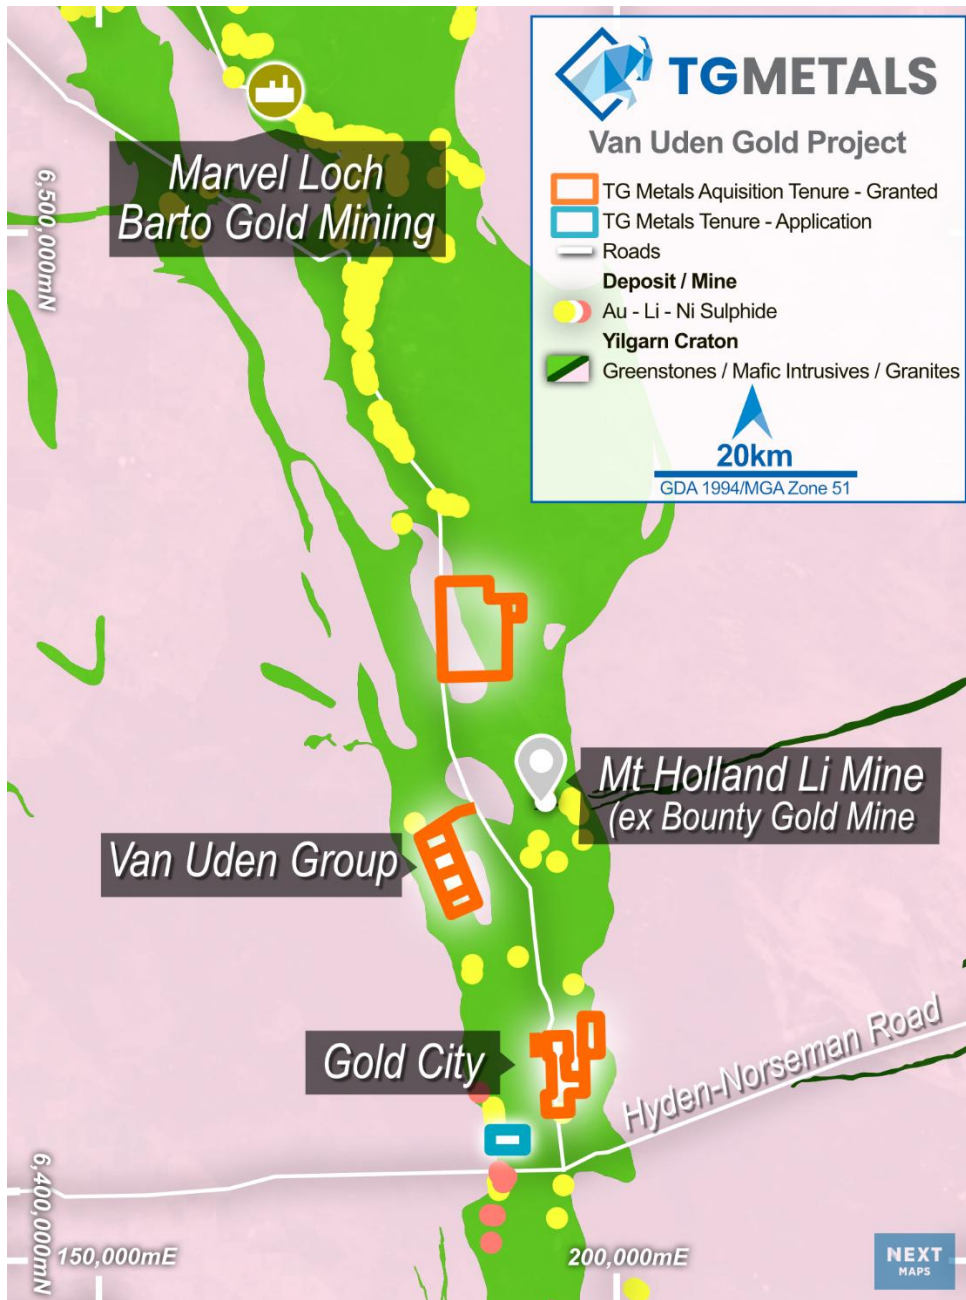 TGMETALS
Van Uden Gold Project
TG Metals Aquisition Tenure - Granted
TG Metals Tenure - Application
Roads
Deposit / Mine
Au - Li - Ni Sulphide
Yilgarn Craton
Greenstones / Mafic Intrusives / Granites
20km
GDA 1994/MGA Zone 51
Marvel Loch
Barto Gold Mining
6,500,000mN
Mt Holland Li Mine
(ex Bounty Gold Mine
Van Uden Group
Gold City
Hyden-Norseman Road
6,400,000mN
150,000mE
200,000mE
NEXT
MAPS